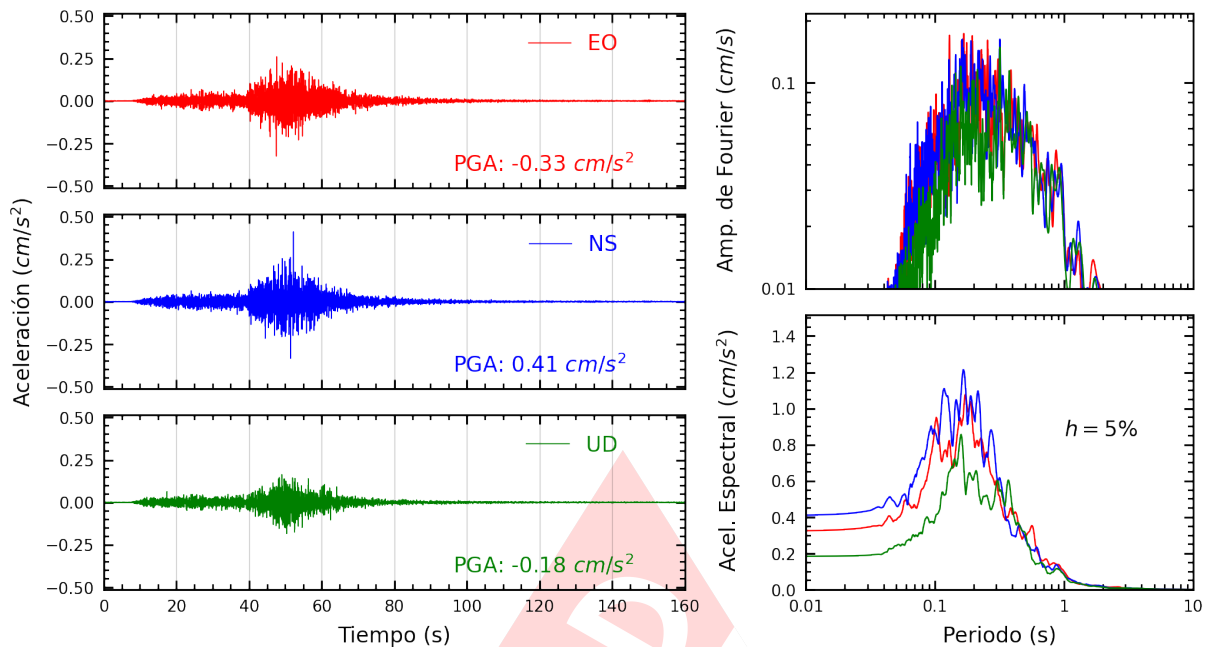 Aceleración (cm/s²)
0.50
0.25
0.00
−0.25
−0.50
EO
PGA: -0.33 cm/s²
0.50
0.25
0.00
−0.25
−0.50
NS
PGA: 0.41 cm/s²
0.50
0.25
0.00
−0.25
−0.50
UD
PGA: -0.18 cm/s²
0 20 40 60 80 100 120 140 160
Tiempo (s)
Amp. de Fourier (cm/s)
0.1
0.01
Acel. Espectral (cm/s²)
1.4
1.2
1.0
0.8
0.6
0.4
0.2
0.0
h = 5%
0.01 0.1 1 10
Periodo (s)